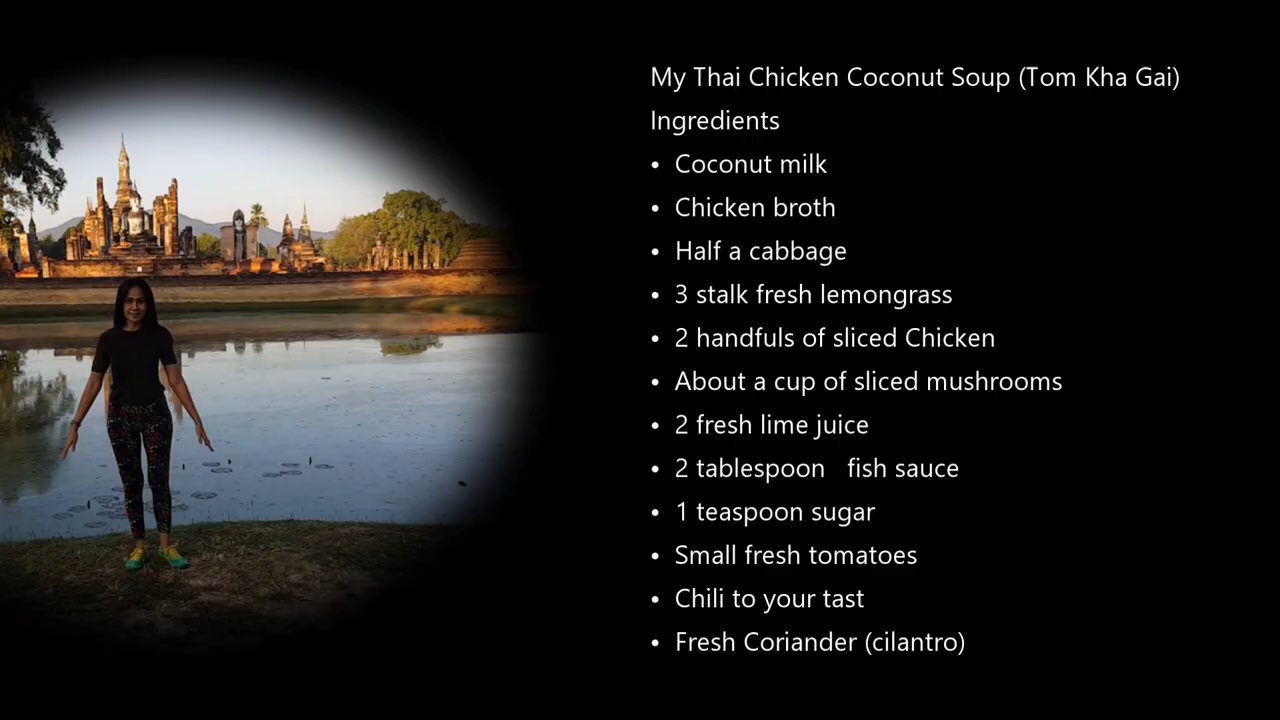 My Thai Chicken Coconut Soup (Tom Kha Gai)
Ingredients
• Coconut milk
• Chicken broth
• Half a cabbage
• 3 stalk fresh lemongrass
• 2 handfuls of sliced Chicken
• About a cup of sliced mushrooms
• 2 fresh lime juice
• 2 tablespoon   fish sauce
• 1 teaspoon sugar
• Small fresh tomatoes
• Chili to your tast
• Fresh Coriander (cilantro)